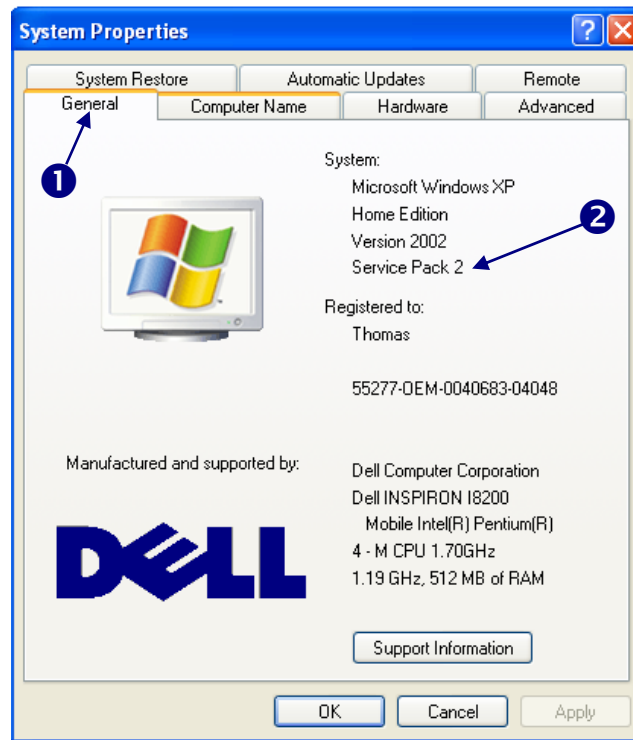 System Properties
System Restore
Automatic Updates
Remote
General
Computer Name
Hardware
Advanced
1
System:
Microsoft Windows XP
Home Edition
2
Version 2002
Service Pack 2
Registered to:
Thomas
55277-OEM-0040683-04048
Manufactured and supported by:
Dell Computer Corporation
Dell INSPIRON I8200
Mobile Intel(R) Pentium(R)
4 - M CPU 1.70GHz
1.19 GHz, 512 MB of RAM
DELL
Support Information
OK
Cancel
Apply